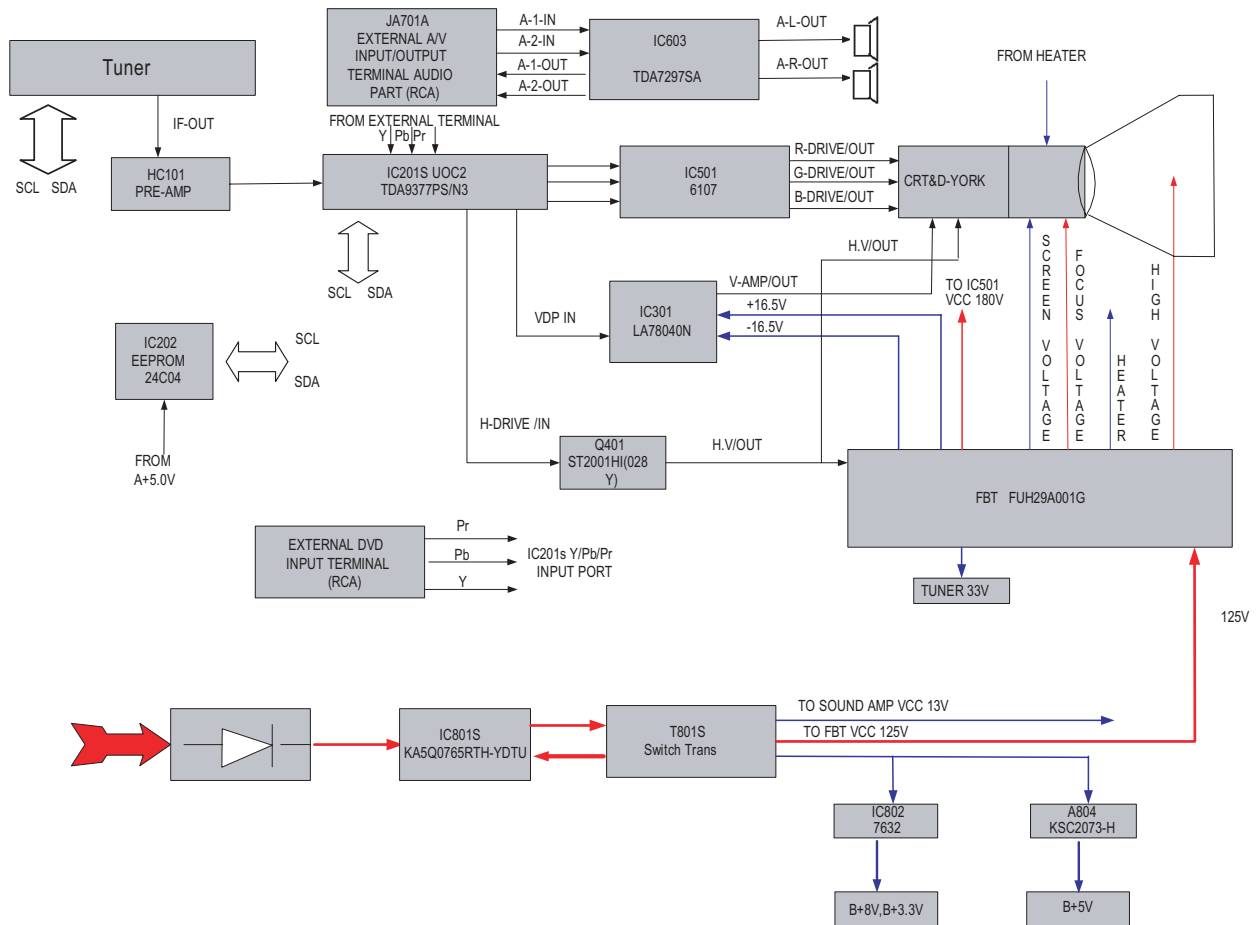 JA701A
EXTERNAL A/V
INPUT/OUTPUT
TERMINAL AUDIO
PART (RCA)
A-1-IN
A-2-IN
A-1-OUT
A-2-OUT
IC603
TDA7297SA
A-L-OUT
A-R-OUT
Tuner
IF-OUT
SCL SDA
HC101
PRE-AMP
FROM EXTERNAL TERMINAL
Y Pb Pr
IC201S UOC2
TDA9377PS/N3
SCL SDA
IC501
6107
R-DRIVE/OUT
G-DRIVE/OUT
B-DRIVE/OUT
FROM HEATER
CRT&D-YORK
H.V/OUT
V-AMP/OUT
+16.5V
-16.5V
VDP IN
IC301
LA78040N
TO IC501
VCC 180V
SCREEN VOLTAGE
FOCUS VOLTAGE
HEATER
HIGH VOLTAGE
IC202
EEPROM
24C04
SCL
SDA
FROM
A+5.0V
H-DRIVE /IN
Q401
ST2001HI(028
Y)
H.V/OUT
FBT FUH29A001G
TUNER 33V
125V
EXTERNAL DVD
INPUT TERMINAL
(RCA)
Pr
Pb
Y
IC201s Y/Pb/Pr
INPUT PORT
IC801S
KA5Q0765RTH-YDTU
T801S
Switch Trans
TO SOUND AMP VCC 13V
TO FBT VCC 125V
IC802
7632
A804
KSC2073-H
B+8V,B+3.3V
B+5V